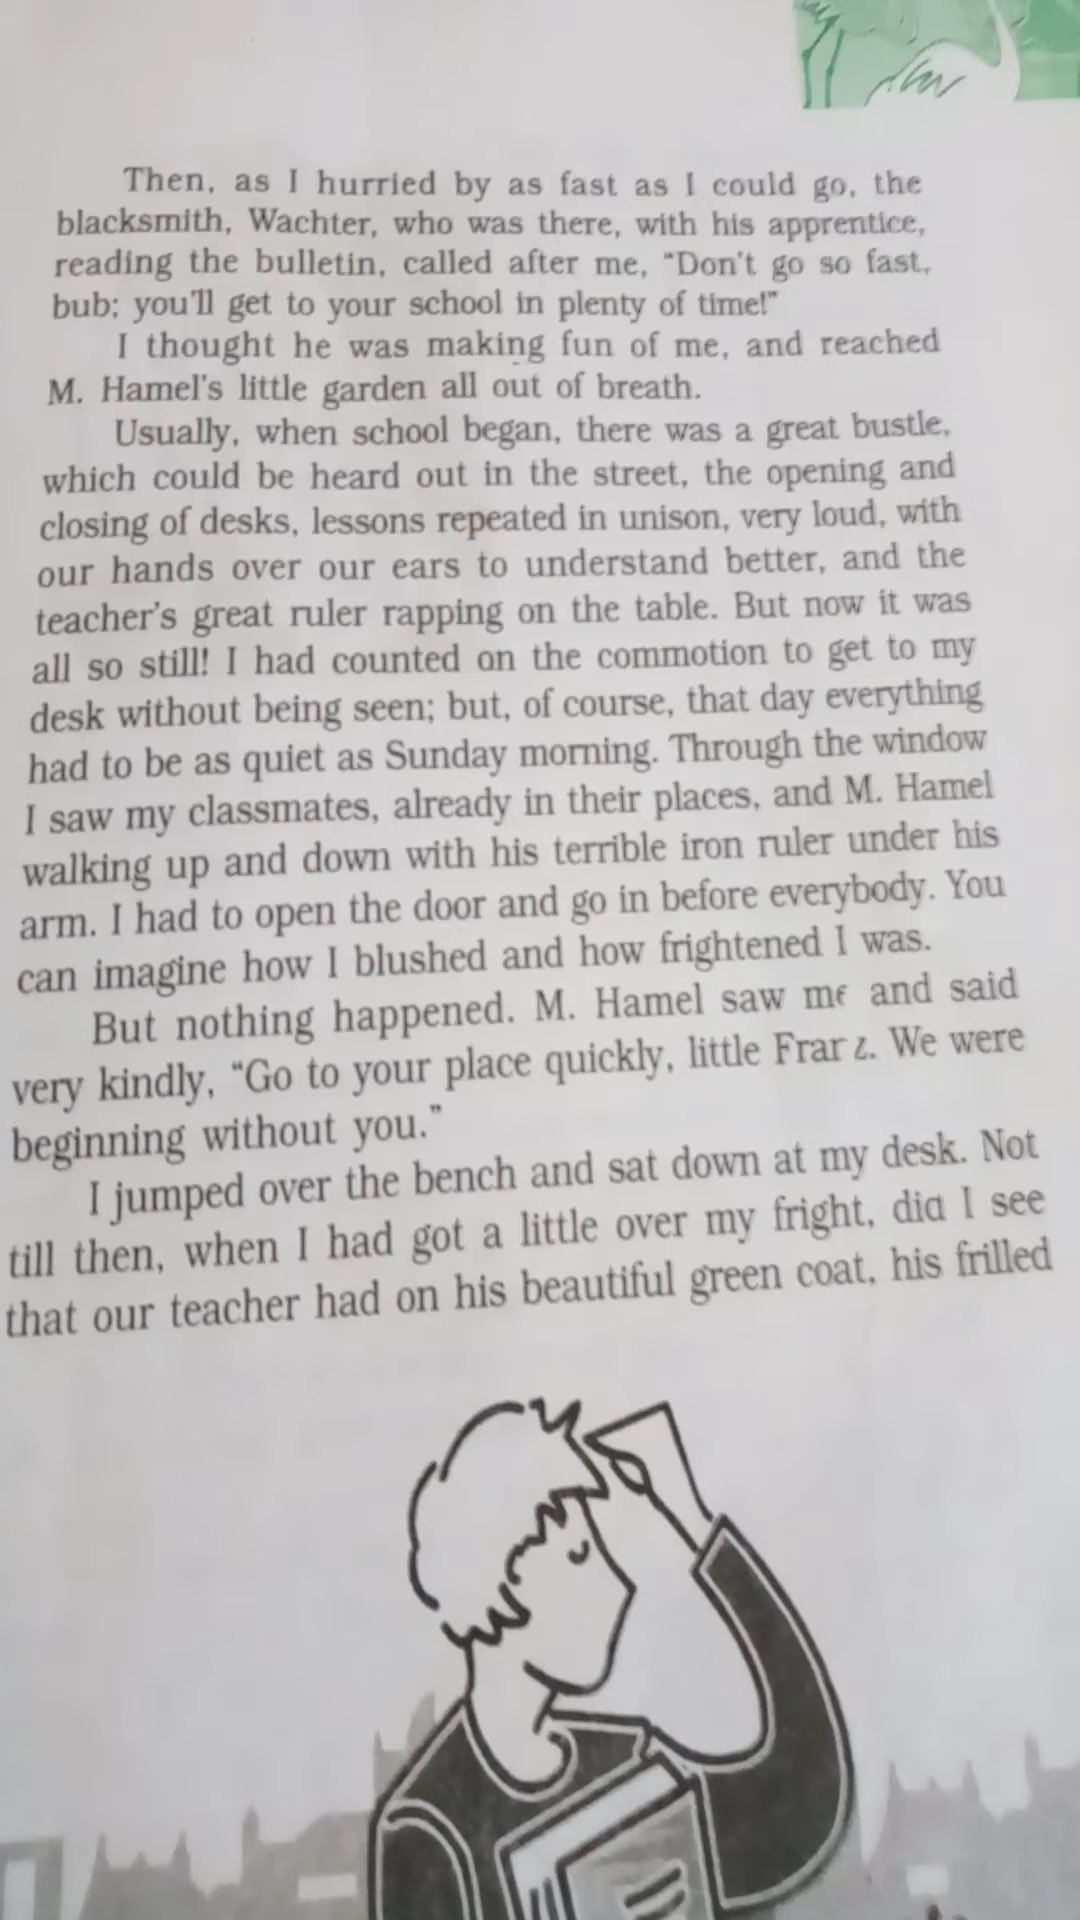 Then, as I hurried by as fast as I could go, the
blacksmith, Wachter, who was there, with his apprentice,
reading the bulletin, called after me, “Don't go so fast,
bub; you'll get to your school in plenty of time!”
I thought he was making fun of me, and reached
M. Hamel's little garden all out of breath.
Usually, when school began, there was a great bustle,
which could be heard out in the street, the opening and
closing of desks, lessons repeated in unison, very loud, with
our hands over our ears to understand better, and the
teacher's great ruler rapping on the table. But now it was
all so still! I had counted on the commotion to get to my
desk without being seen; but, of course, that day everything
had to be as quiet as Sunday morning. Through the window
I saw my classmates, already in their places, and M. Hamel
walking up and down with his terrible iron ruler under his
arm. I had to open the door and go in before everybody. You
can imagine how I blushed and how frightened I was.
But nothing happened. M. Hamel saw me and said
very kindly, “Go to your place quickly, little Franz. We were
beginning without you.”
I jumped over the bench and sat down at my desk. Not
till then, when I had got a little over my fright, did I see
that our teacher had on his beautiful green coat, his frilled